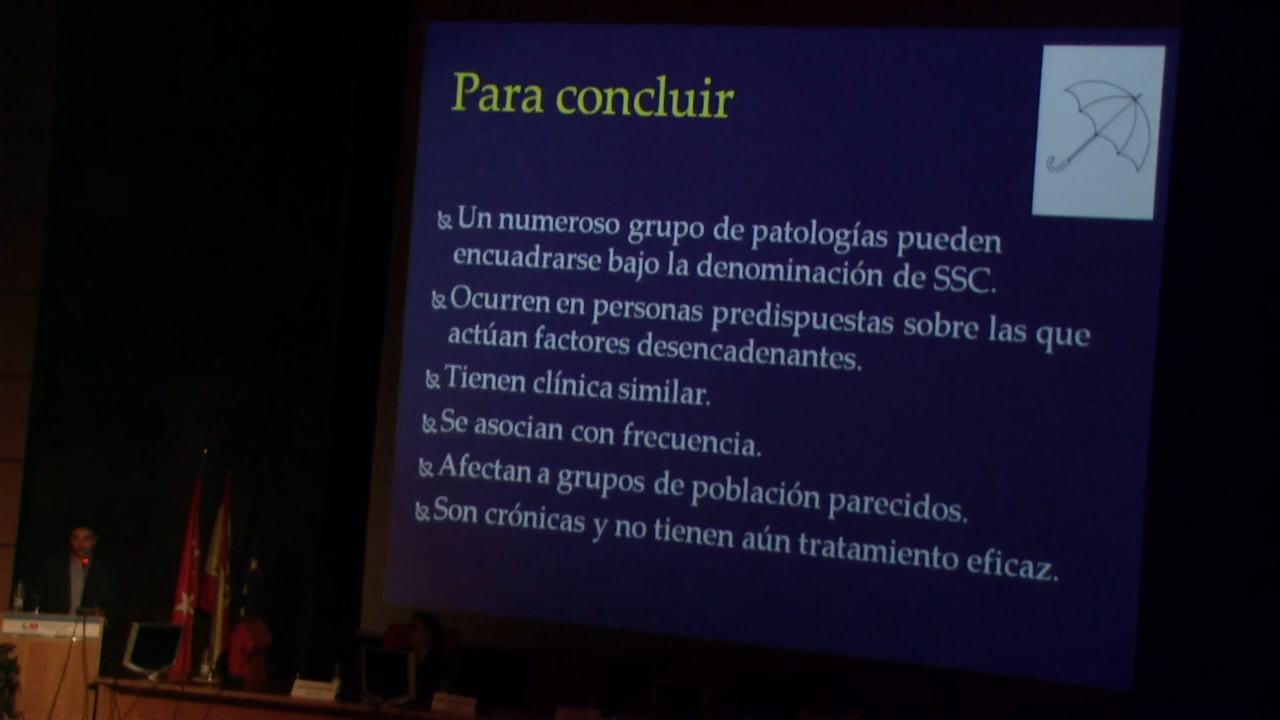 Para concluir
Un numeroso grupo de patologías pueden
encuadrarse bajo la denominación de SSC.
Ocurren en personas predispuestas sobre las que
actúan factores desencadenantes.
Tienen clínica similar.
Se asocian con frecuencia.
Afectan a grupos de población parecidos.
Son crónicas y no tienen aún tratamiento eficaz.